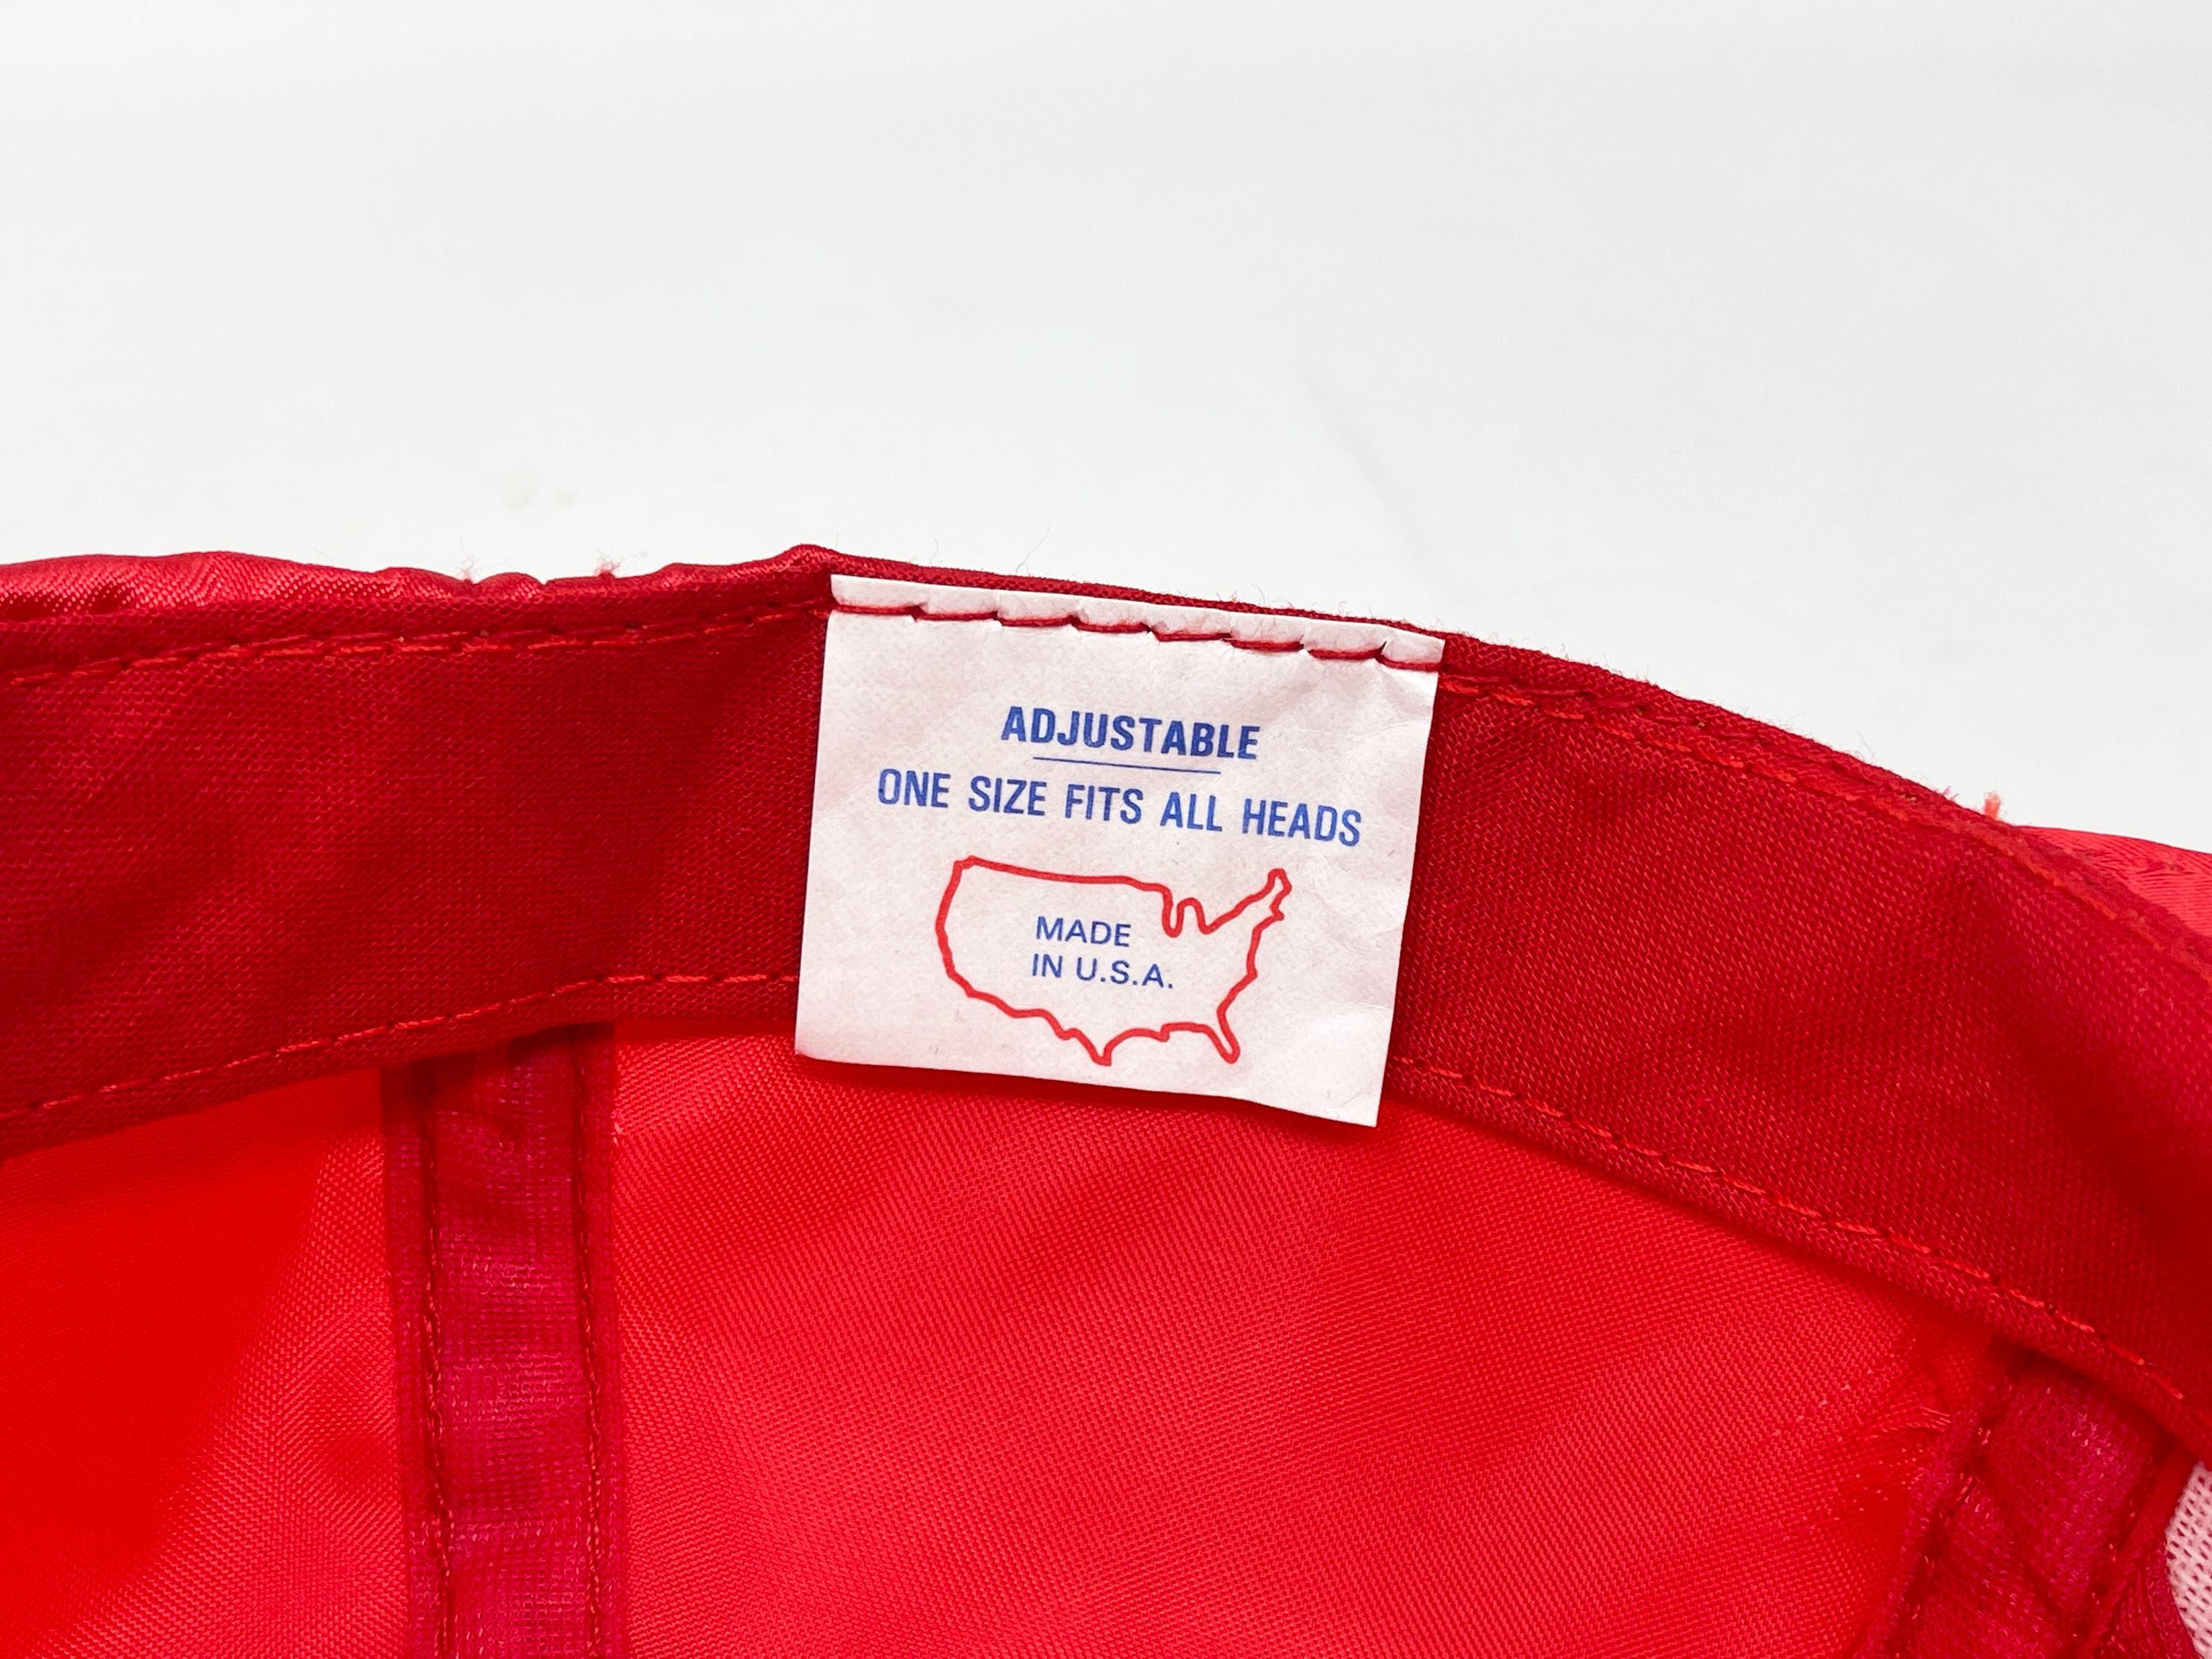 ADJUSTABLE
ONE SIZE FITS ALL HEADS
MADE
IN U.S.A.